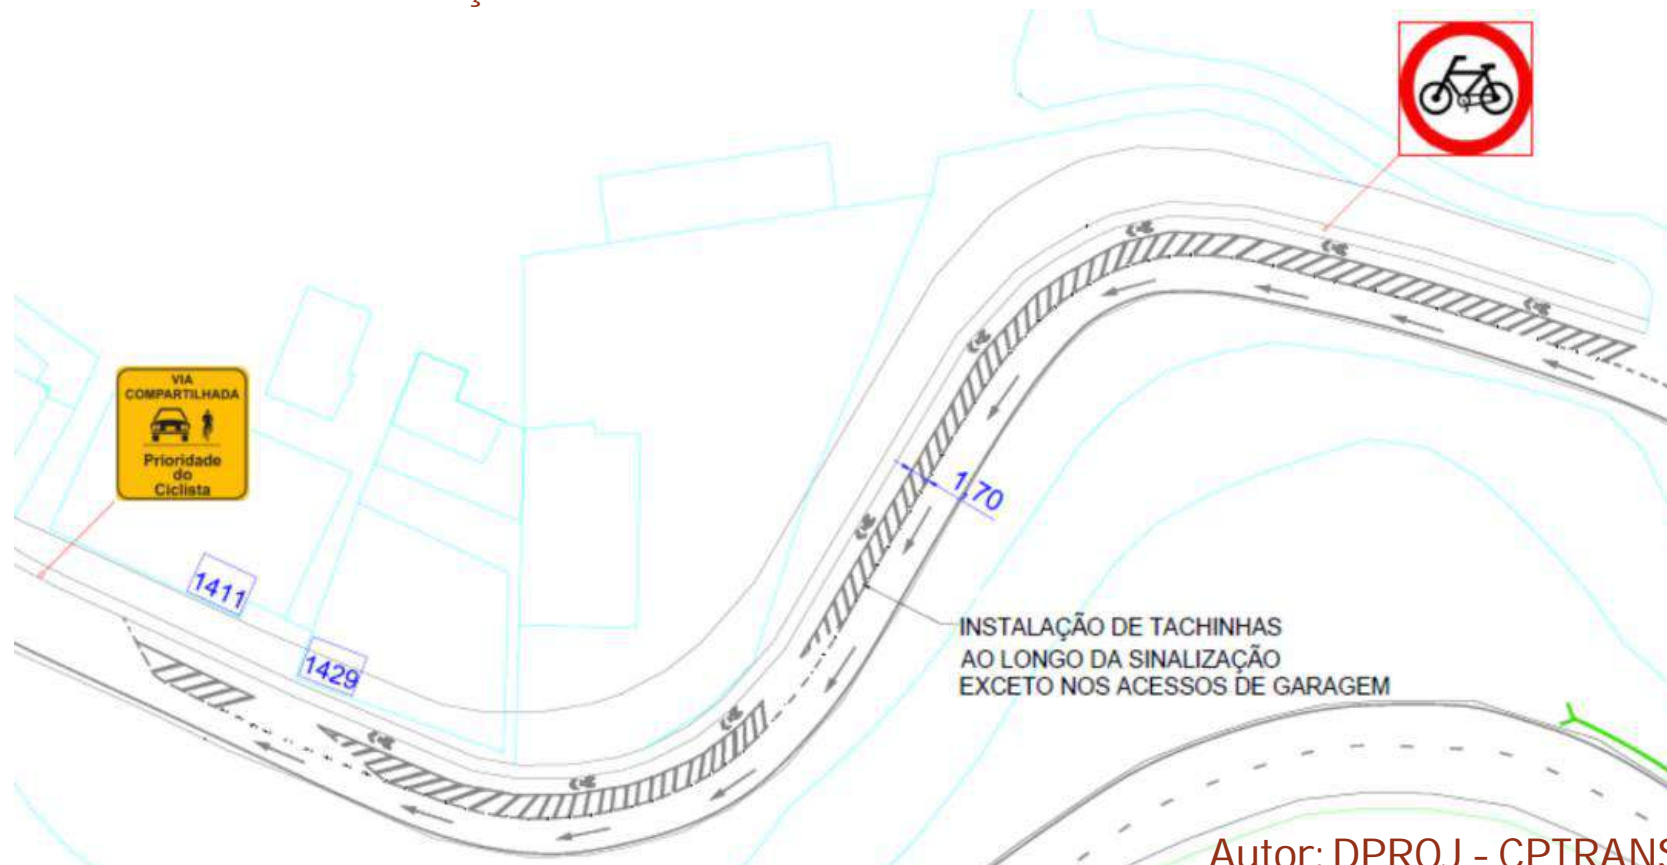 VIA
COMPARTILHADA
Prioridade
do
Ciclista
1,70
1411
1429
INSTALAÇÃO DE TACHINHAS
AO LONGO DA SINALIZAÇÃO
EXCETO NOS ACESSOS DE GARAGEM
Autor: DPROJ - CPTRANS